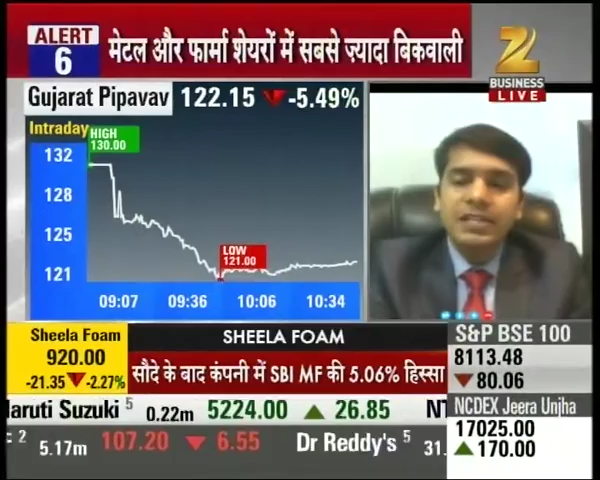 ALERT
6
मेटल और फार्मा शेयरों में सबसे ज्यादा बिकवाली
Z
BUSINESS
LIVE
Gujarat Pipavav 122.15 -5.49%
Intraday
HIGH
130.00
132
128
125
121
LOW
121.00
09:07 09:36 10:06 10:34
Sheela Foam
920.00
-21.35 -2.27%
SHEELA FOAM
सौदे के बाद कंपनी में SBI MF की 5.06% हिस्सा
S&P BSE 100
8113.48
80.06
NCDEX Jeera Unjha
17025.00
170.00
aruti Suzuki 5 0.22m 5224.00 26.85 NT
2 5.17m 107.20 6.55 Dr Reddy's 5 31.